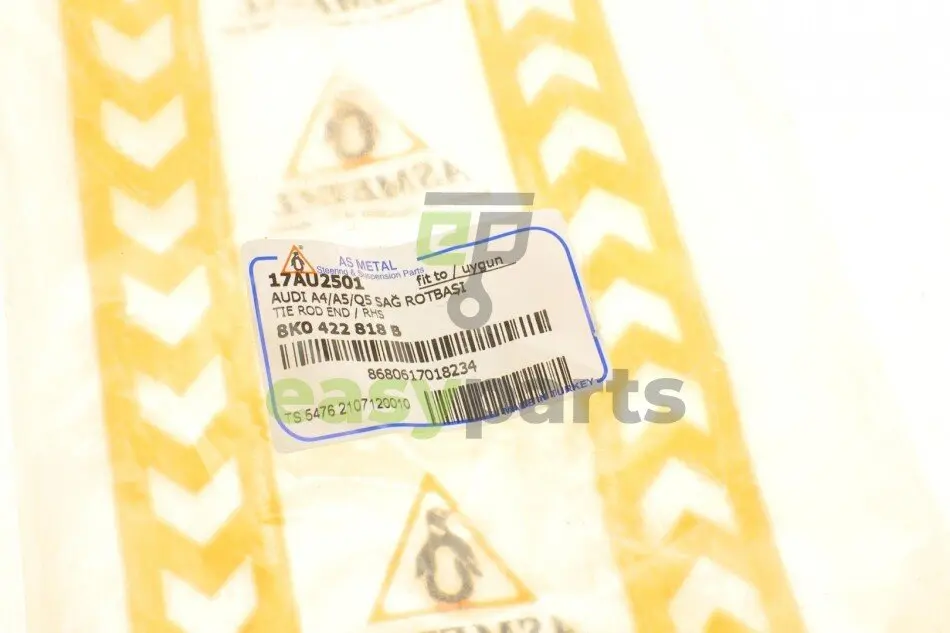 AS METAL
Steering & Suspension Parts
17AU2501
fit to / uygun
AUDI A4/A5/Q5 SAĞ ROTBAŞI
TIE ROD END / RHS
8K0 422 818 B
8680617018234
easyparts
TS 5476 2107120010
MADE IN TURKEY
ASMETAL